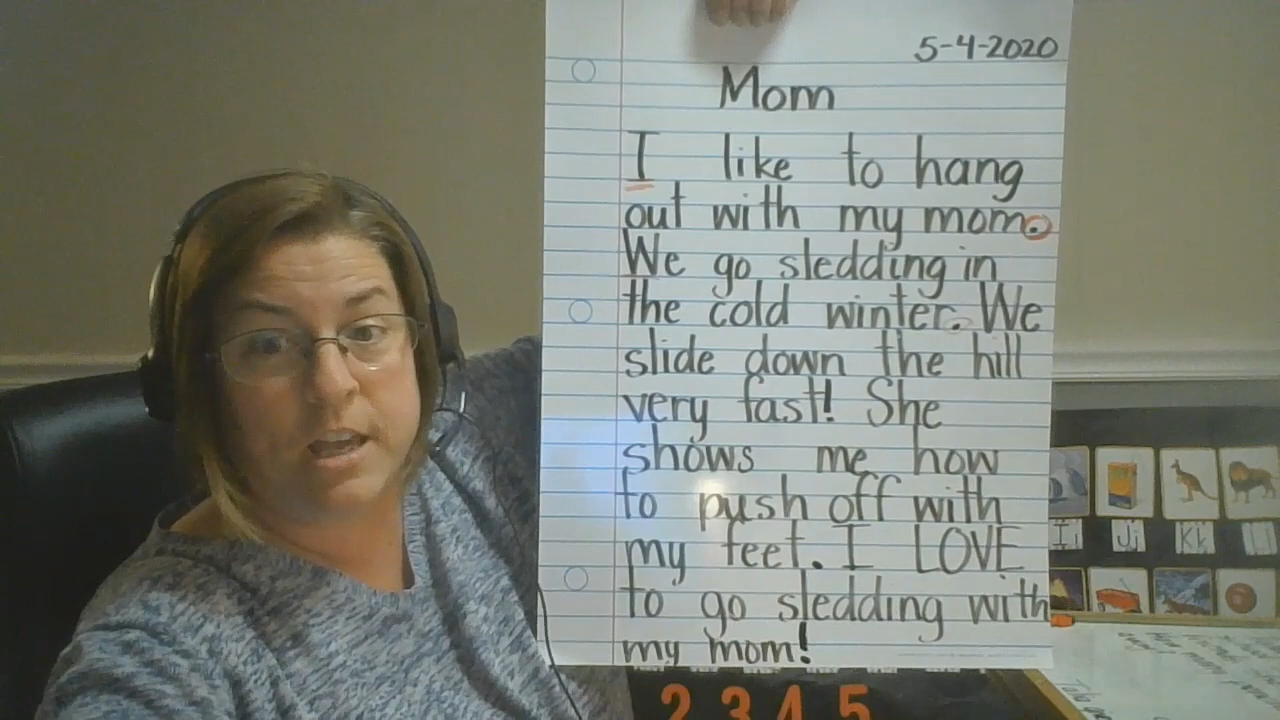 5-4-2020
Mom
I like to hang
out with my mom.
We go sledding in
the cold winter. We
slide down the hill
very fast! She
shows me how
to push off with
my feet. I LOVE
to go sledding with
my mom!
Ii Jj Kk
2 3 4 5